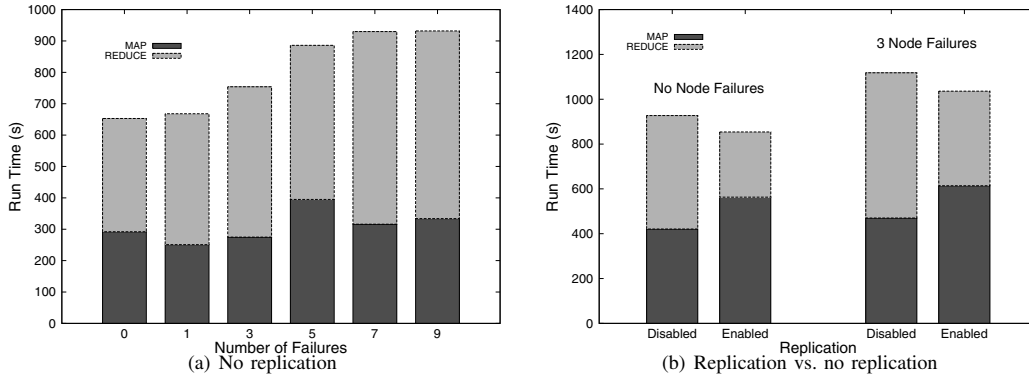 1000
900
800
700
600
500
400
300
200
100
0
Run Time (s)
MAP
REDUCE
0 1 3 5 7 9
Number of Failures
(a) No replication
1400
1200
1000
800
600
400
200
0
Run Time (s)
MAP
REDUCE
3 Node Failures
No Node Failures
Disabled Enabled Disabled Enabled
Replication
(b) Replication vs. no replication